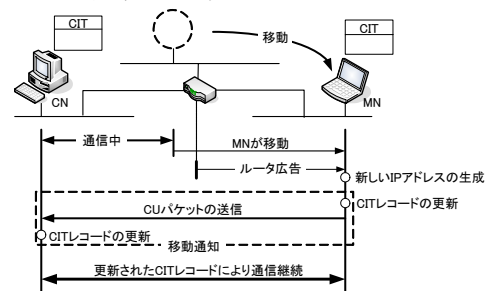 CIT
CIT
移動
CN
MN
通信中
MNが移動
ルータ広告
新しいIPアドレスの生成
CITレコードの更新
CUパケットの送信
CITレコードの更新
移動通知
更新されたCITレコードにより通信継続